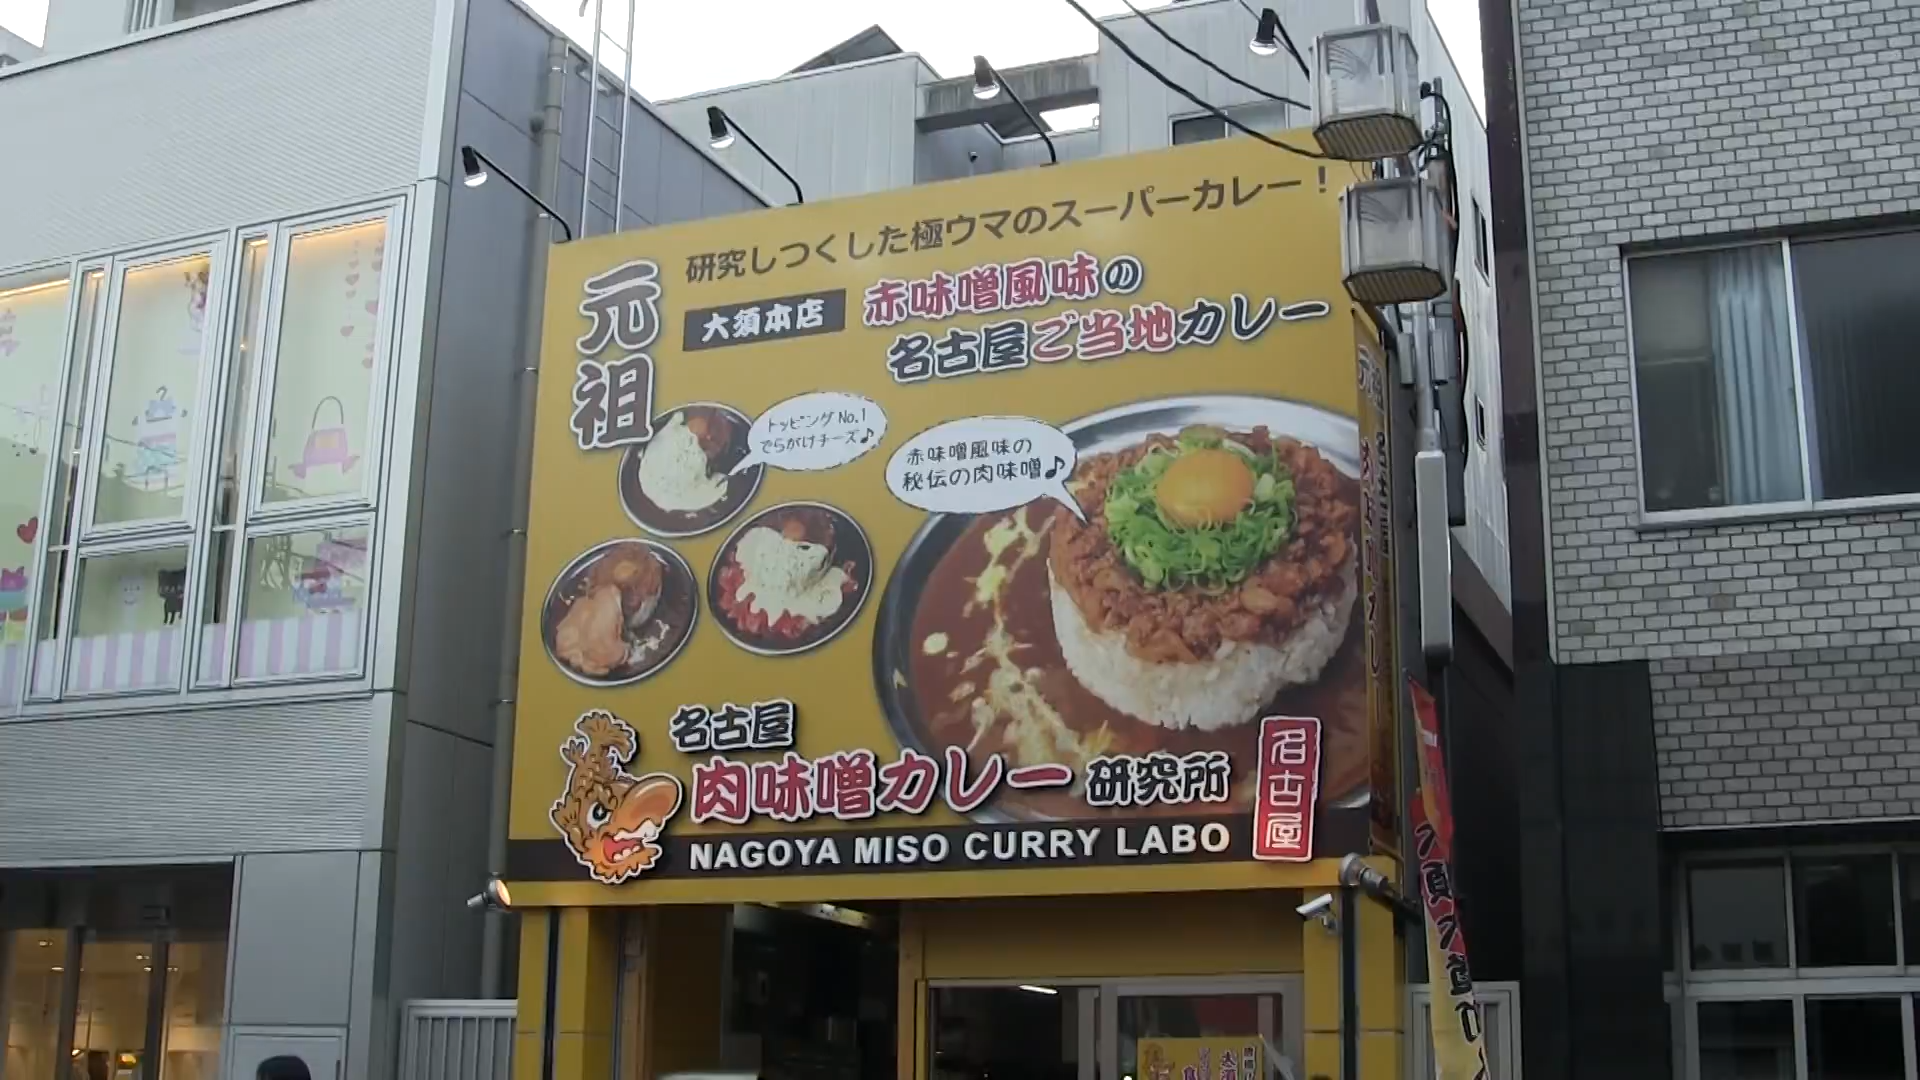 研究しつくした極ウマのスーパーカレー！
元祖
大須本店
赤味噌風味の
名古屋ご当地カレー
トッピングNo.1
でらがけチーズ♪
赤味噌風味の
秘伝の肉味噌♪
名古屋
肉味噌カレー研究所
NAGOYA MISO CURRY LABO
名古屋